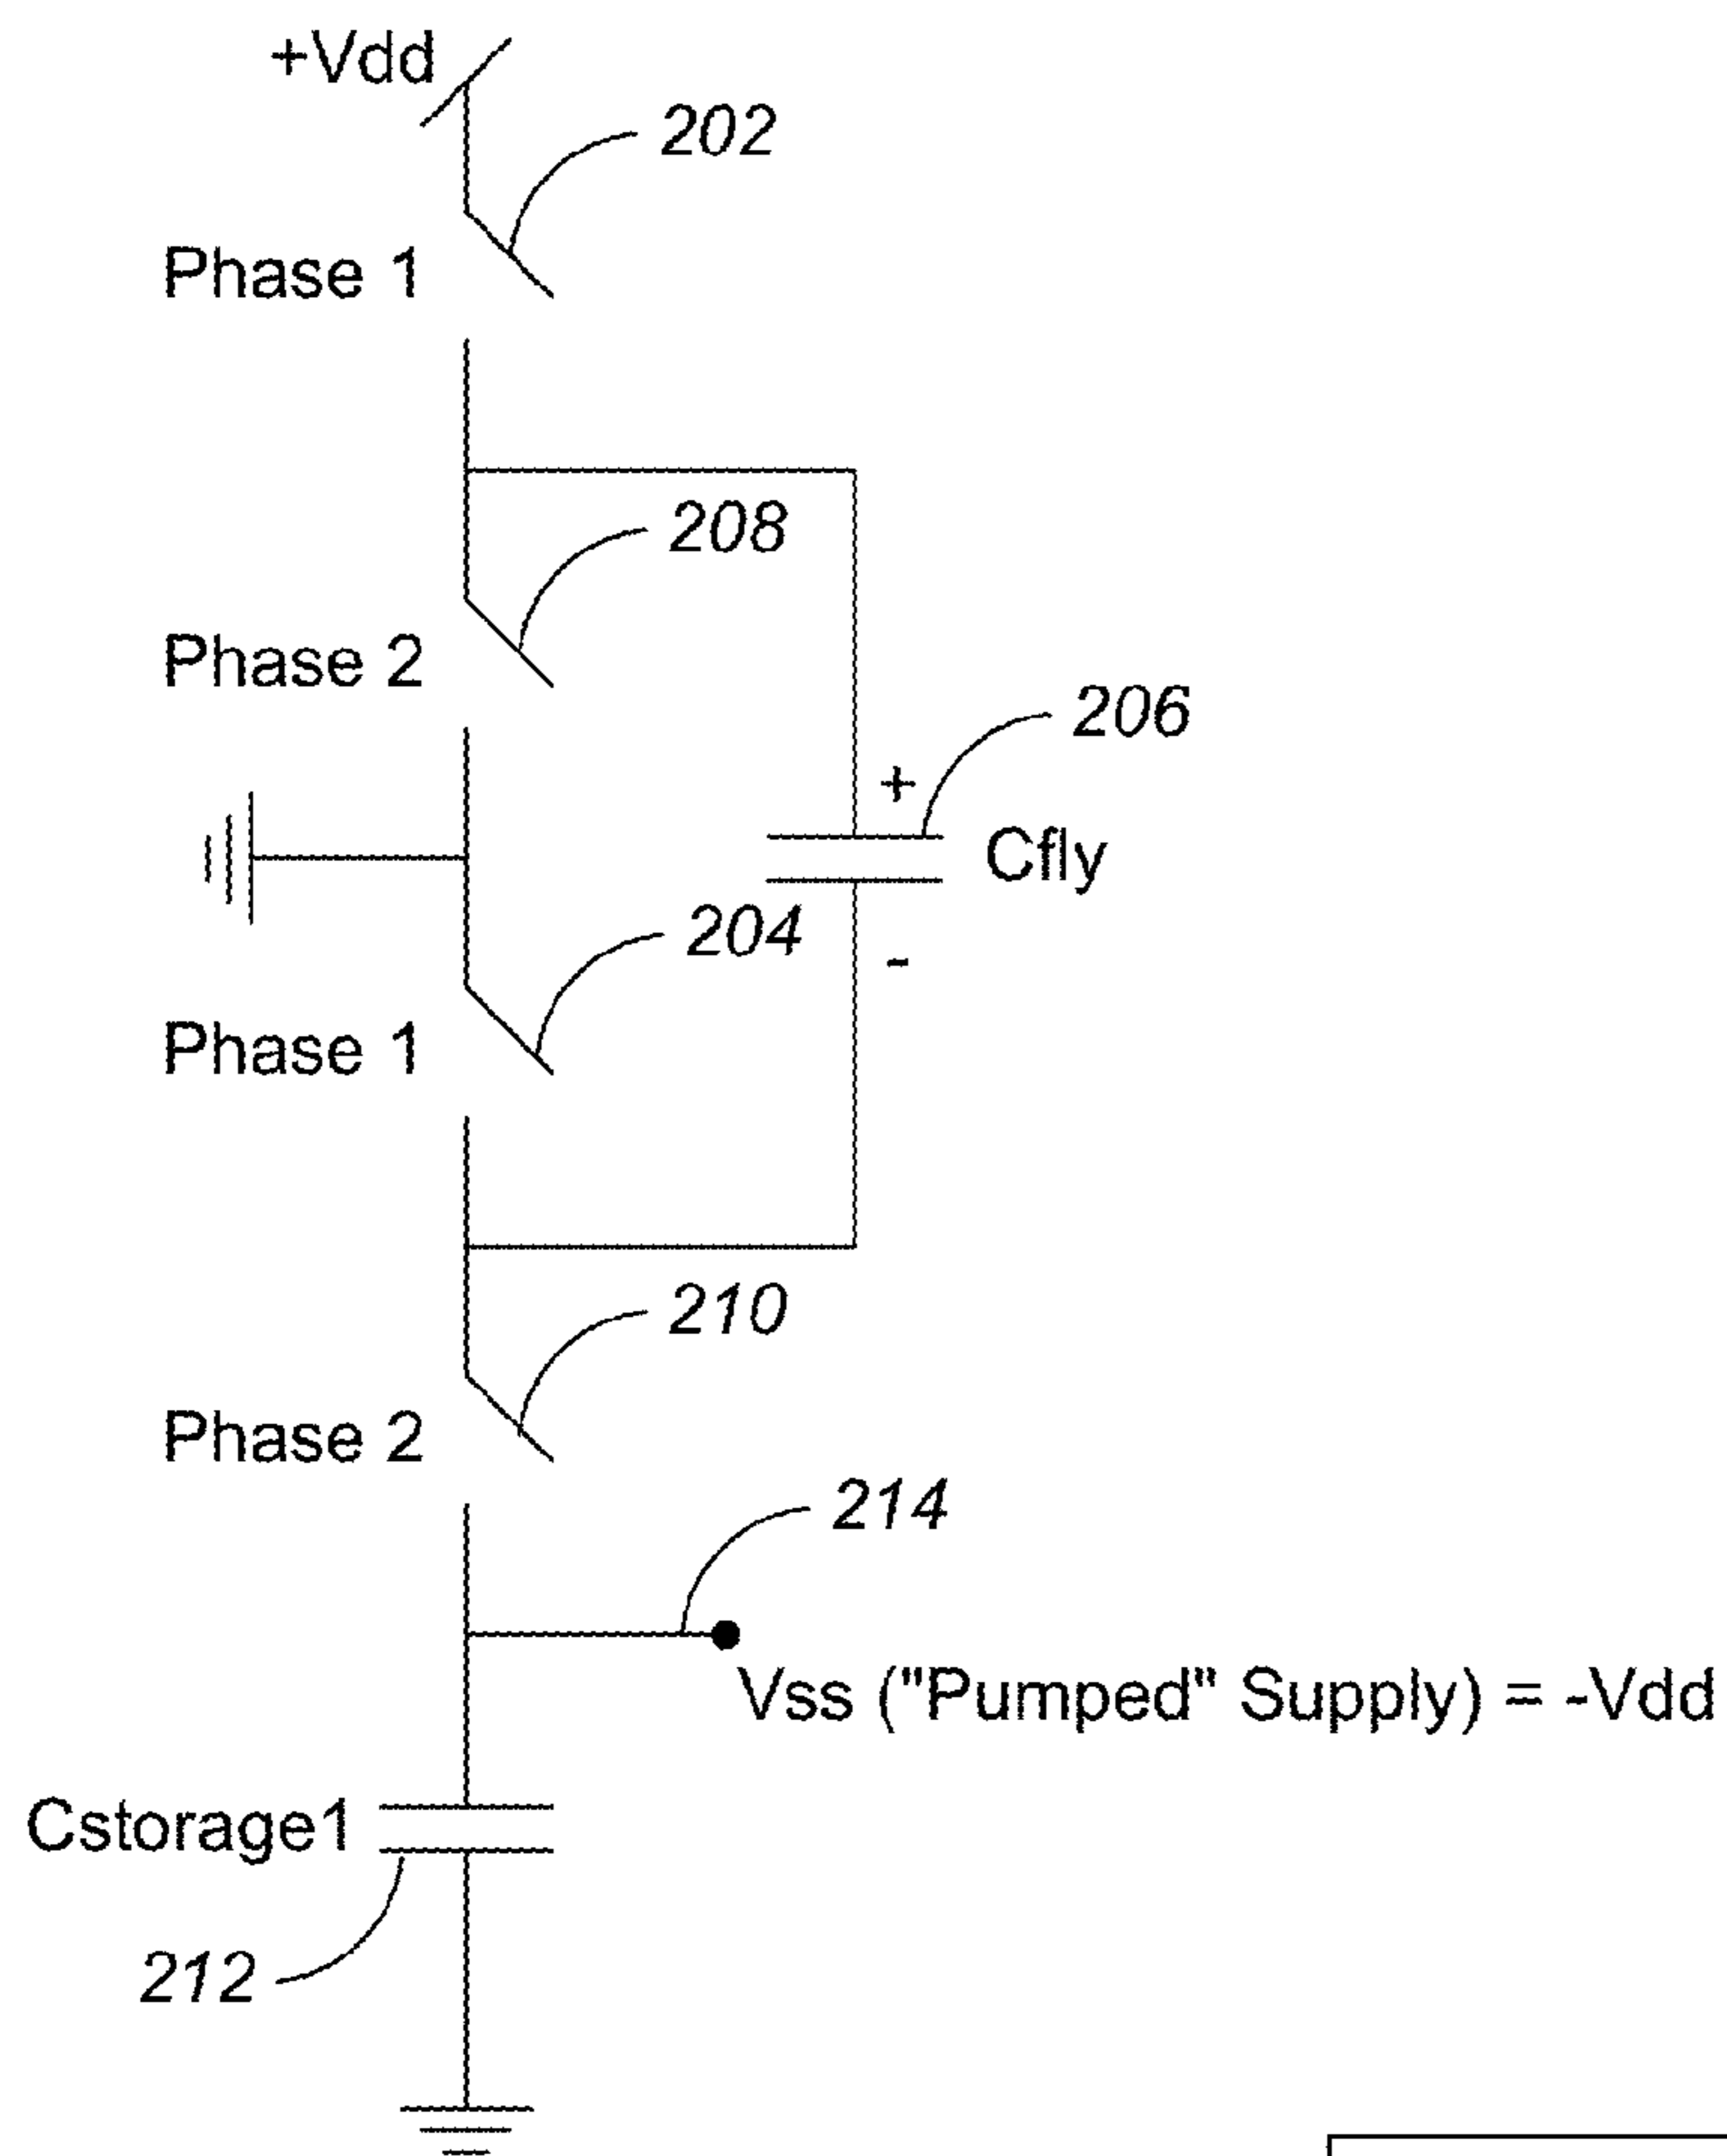 +Vdd
202
Phase 1
208
Phase 2
206
+
Cfly
204
-
Phase 1
210
Phase 2
214
Vss ("Pumped" Supply) = -Vdd
Cstorage1
212